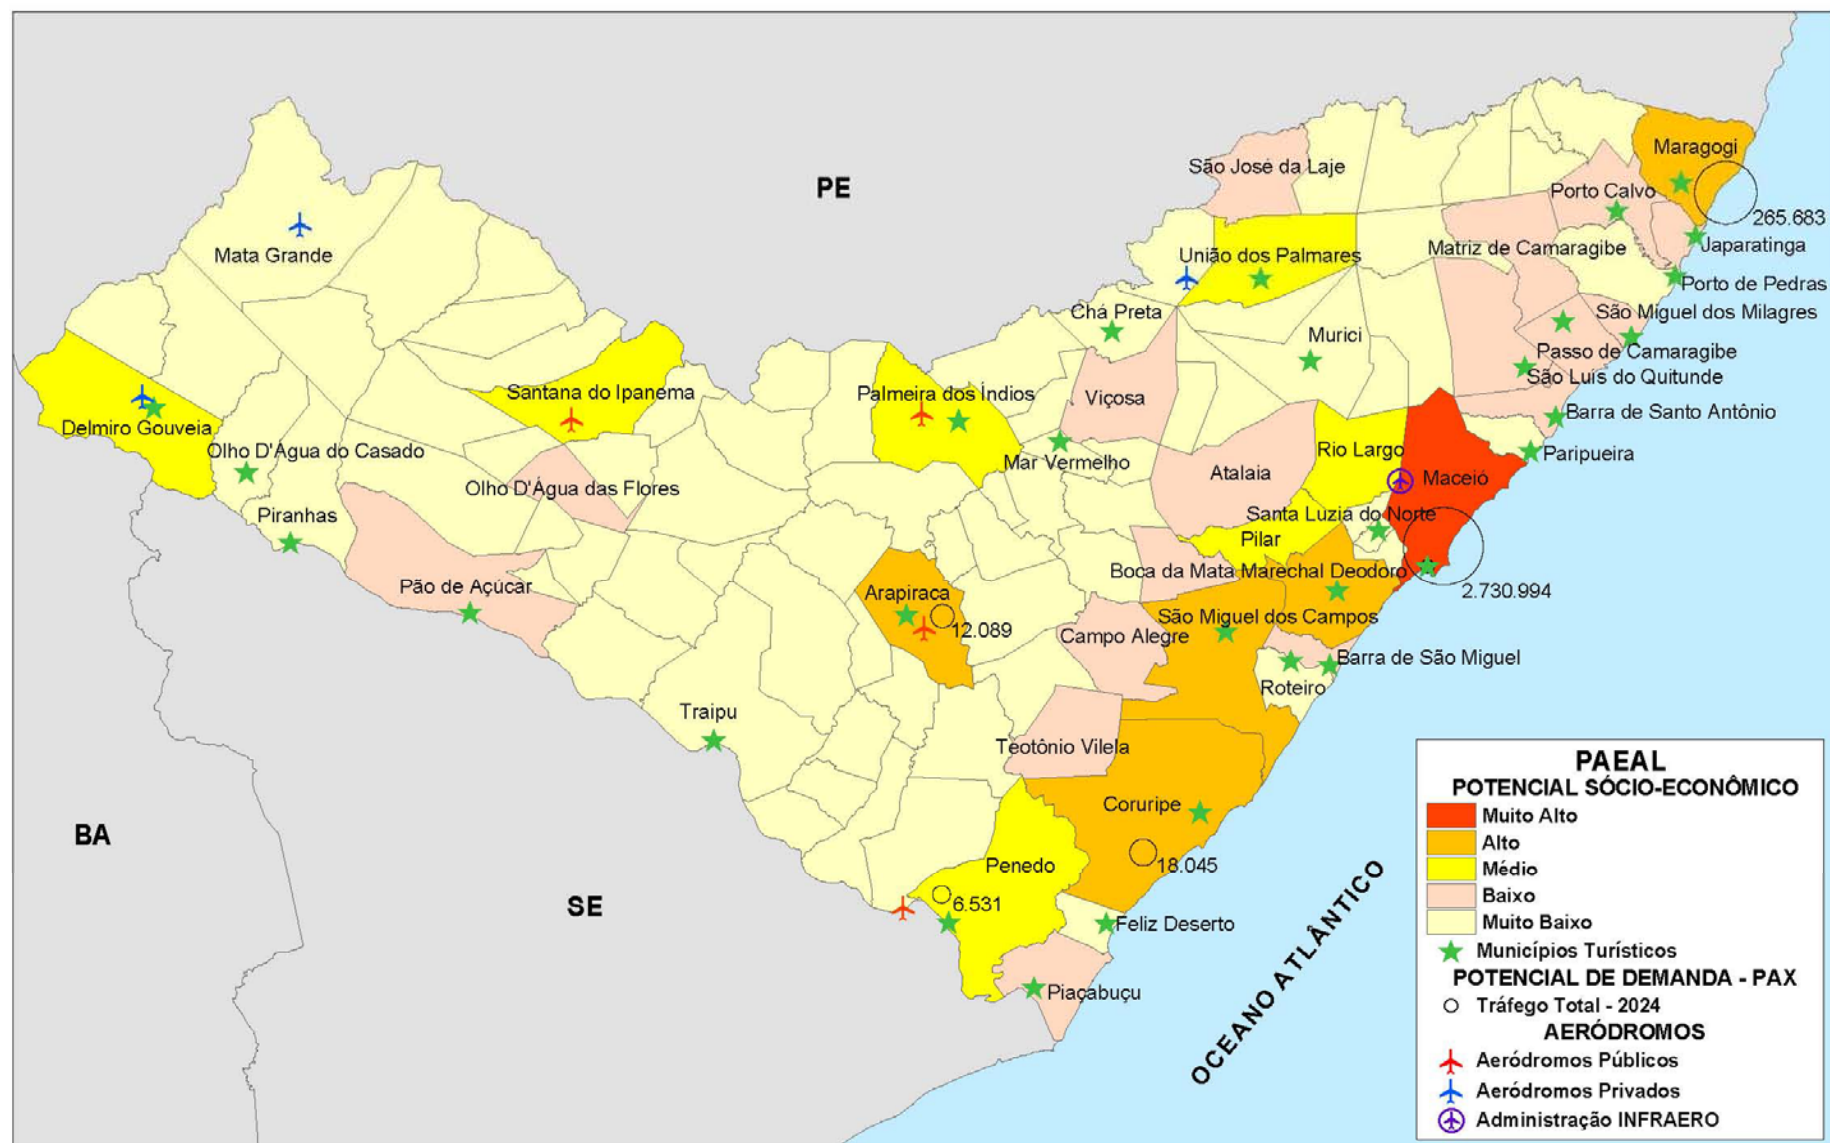 Maragogi
São José da Laje
PE
Porto Calvo
265.683
Japaratinga
Matriz de Camaragibe
União dos Palmares
Mata Grande
Porto de Pedras
Chá Preta
São Miguel dos Milagres
Murici
Passo de Camaragibe
São Luís do Quitunde
Santana do Ipanema
Palmeira dos Índios
Viçosa
Barra de Santo Antônio
Delmiro Gouveia
Olho D'Água do Casado
Mar Vermelho
Rio Largo
Paripueira
Atalaia
Maceió
Olho D'Água das Flores
Piranhas
Santa Luzia do Norte
Pilar
Boca da Mata
Marechal Deodoro
Pão de Açúcar
Arapiraca
2.730.994
12.089
São Miguel dos Campos
Campo Alegre
Barra de São Miguel
Roteiro
Traipu
Teotônio Vilela
Coruripe
BA
18.045
Penedo
6.531
SE
Feliz Deserto
Piaçabuçu
OCEANO ATLÂNTICO
PAEAL
POTENCIAL SÓCIO-ECONÔMICO
Muito Alto
Alto
Médio
Baixo
Muito Baixo
Municípios Turísticos
POTENCIAL DE DEMANDA - PAX
Tráfego Total - 2024
AERÓDROMOS
Aeródromos Públicos
Aeródromos Privados
Administração INFRAERO